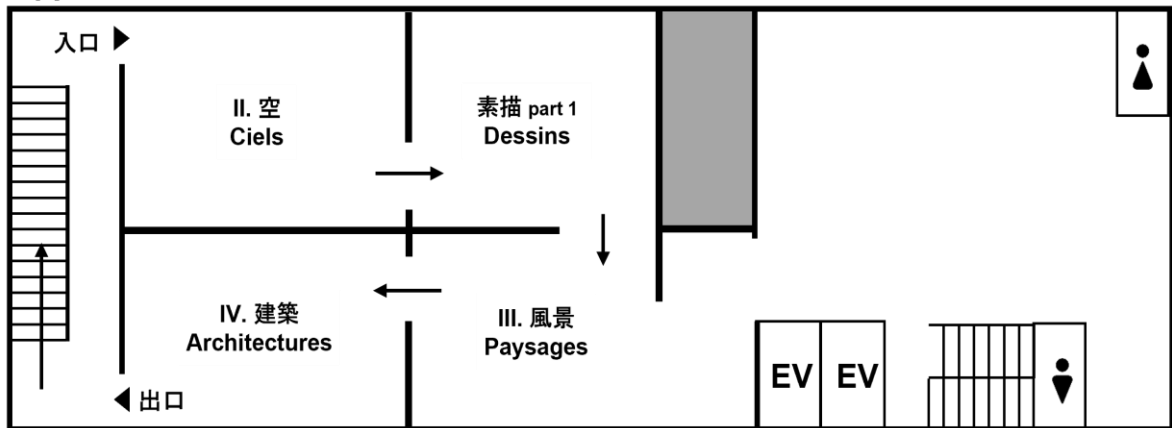 入口
II. 空
Ciels
素描 part 1
Dessins
IV. 建築
Architectures
III. 風景
Paysages
出口
EV
EV